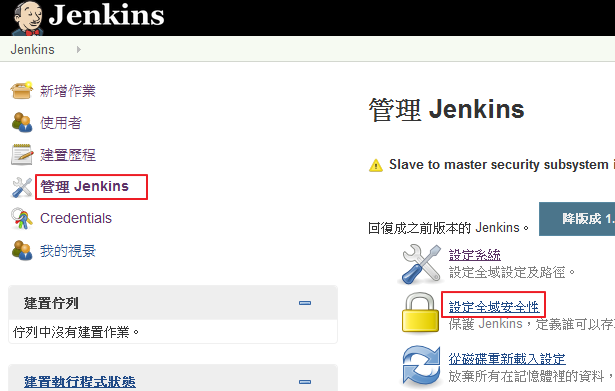 Jenkins
Jenkins
新增作業
使用者
建置歷程
管理 Jenkins
Credentials
我的視景
建置佇列
佇列中沒有建置作業。
建置執行程式狀態
管理 Jenkins
Slave to master security subsystem i
回復成之前版本的 Jenkins。
降版成 1.
設定系統
設定全域設定及路徑。
設定全域安全性
保護 Jenkins，定義誰可以存
從磁碟重新載入設定
放棄所有在記憶體裡的資料，